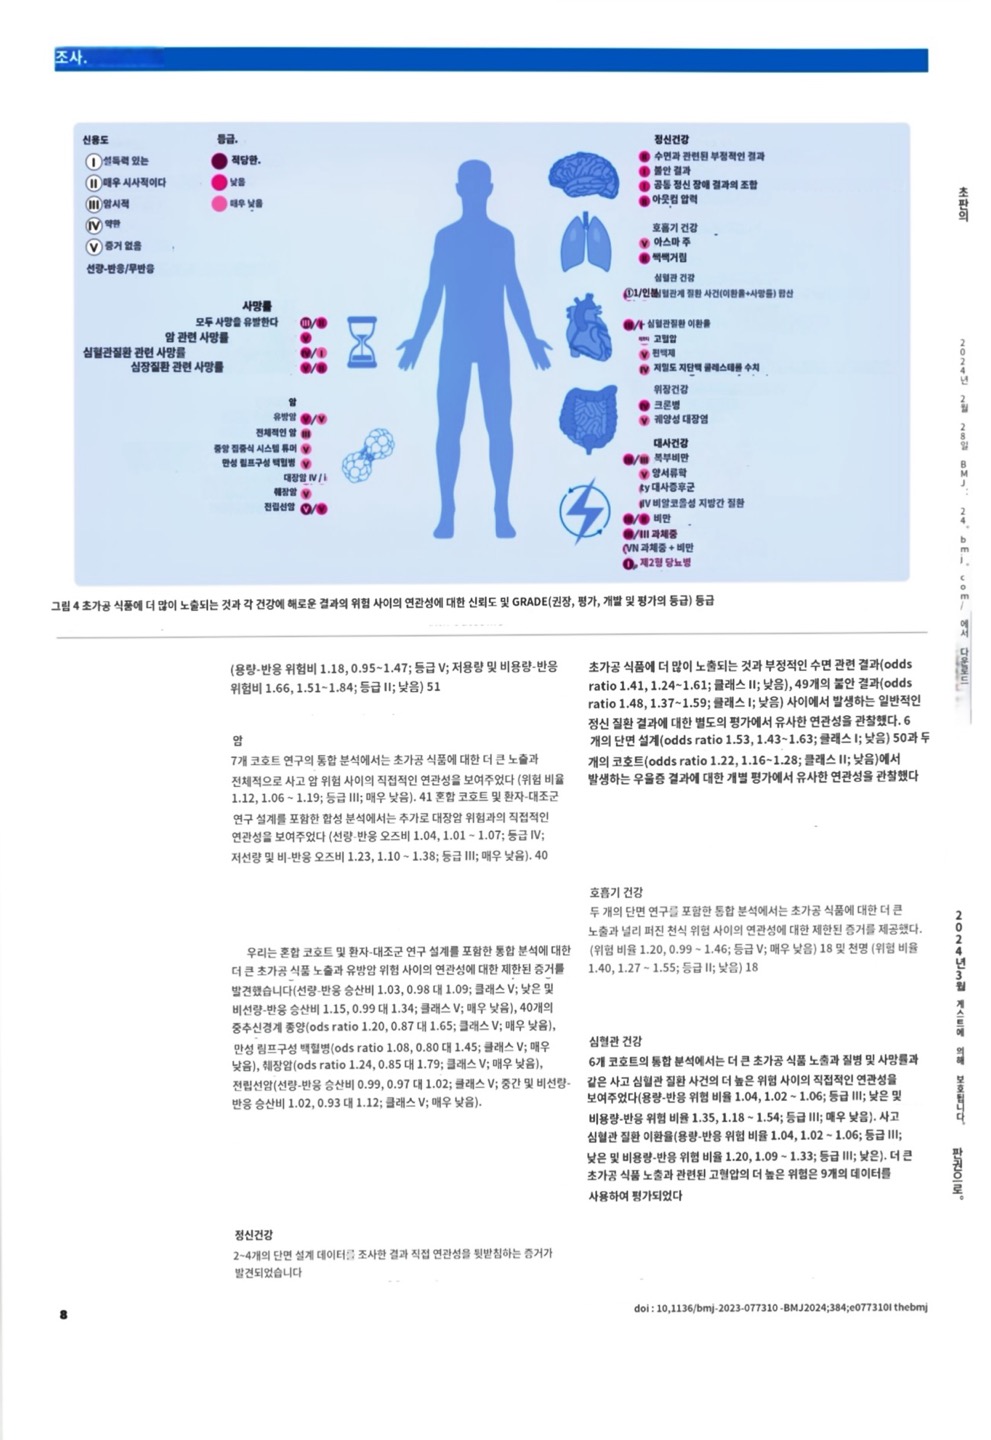 조사.
신용도
등급.
I 설득력 있는
적당한.
II 매우 시사적이다
낮음
III 암시적
매우 낮음
IV 약한
V 증거 없음
선량-반응/무반응
사망률
모두 사망을 유발한다 III/II
암 관련 사망률 V
심혈관질환 관련 사망률 IV/I
심장질환 관련 사망률 V/II
암
유방암 V/V
전체적인 암 III
중앙 집중식 시스템 튜머 V
만성 림프구성 백혈병 V
대장암 IV / i
췌장암 V
전립선암 V/V
정신건강
II 수면과 관련된 부정적인 결과
I 불안 결과
I 공통 정신 장애 결과의 조합
II 아웃컴 압력
호흡기 건강
V 아스마 주
II 쌕쌕거림
심혈관 건강
심혈관계 질환 사건(이환율+사망률) 합산
심혈관질환 이환율
고혈압
V
IV 저밀도 지단백 콜레스테롤 수치
위장건강
IV 크론병
V 궤양성 대장염
대사건강
III/III 복부비만
V 양서류학
ty 대사증후군
IV 비알코올성 지방간 질환
III/II 비만
III/III 과체중
(VN 과체중 + 비만
I, 제2형 당뇨병
그림 4 초가공 식품에 더 많이 노출되는 것과 각 건강에 해로운 결과의 위험 사이의 연관성에 대한 신뢰도 및 GRADE(권장, 평가, 개발 및 평가의 등급) 등급
(용량-반응 위험비 1.18, 0.95~1.47; 등급 V; 저용량 및 비용량-반응
위험비 1.66, 1.51~1.84; 등급 II; 낮음) 51
암
7개 코호트 연구의 통합 분석에서는 초가공 식품에 대한 더 큰 노출과
전체적으로 사고 암 위험 사이의 직접적인 연관성을 보여주었다 (위험 비율
1.12, 1.06 ~ 1.19; 등급 III; 매우 낮음). 41 혼합 코호트 및 환자-대조군
연구 설계를 포함한 합성 분석에서는 추가로 대장암 위험과의 직접적인
연관성을 보여주었다 (선량-반응 오즈비 1.04, 1.01 ~ 1.07; 등급 IV;
저선량 및 비-반응 오즈비 1.23, 1.10 ~ 1.38; 등급 III; 매우 낮음). 40
우리는 혼합 코호트 및 환자-대조군 연구 설계를 포함한 통합 분석에 대한
더 큰 초가공 식품 노출과 유방암 위험 사이의 연관성에 대한 제한된 증거를
발견했습니다(선량-반응 승산비 1.03, 0.98 대 1.09; 클래스 V; 낮은 및
비선량-반응 승산비 1.15, 0.99 대 1.34; 클래스 V; 매우 낮음), 40개의
중추신경계 종양(ods ratio 1.20, 0.87 대 1.65; 클래스 V; 매우 낮음),
만성 림프구성 백혈병(ods ratio 1.08, 0.80 대 1.45; 클래스 V; 매우
낮음), 췌장암(ods ratio 1.24, 0.85 대 1.79; 클래스 V; 매우 낮음),
전립선암(선량-반응 승산비 0.99, 0.97 대 1.02; 클래스 V; 중간 및 비선량-
반응 승산비 1.02, 0.93 대 1.12; 클래스 V; 매우 낮음).
정신건강
2~4개의 단면 설계 데이터를 조사한 결과 직접 연관성을 뒷받침하는 증거가
발견되었습니다
초가공 식품에 더 많이 노출되는 것과 부정적인 수면 관련 결과(odds
ratio 1.41, 1.24~1.61; 클래스 II; 낮음), 49개의 불안 결과(odds
ratio 1.48, 1.37~1.59; 클래스 I; 낮음) 사이에서 발생하는 일반적인
정신 질환 결과에 대한 별도의 평가에서 유사한 연관성을 관찰했다. 6
개의 단면 설계(odds ratio 1.53, 1.43~1.63; 클래스 I; 낮음) 50과 두
개의 코호트(odds ratio 1.22, 1.16~1.28; 클래스 II; 낮음)에서
발생하는 우울증 결과에 대한 개별 평가에서 유사한 연관성을 관찰했다
호흡기 건강
두 개의 단면 연구를 포함한 통합 분석에서는 초가공 식품에 대한 더 큰
노출과 널리 퍼진 천식 위험 사이의 연관성에 대한 제한된 증거를 제공했다.
(위험 비율 1.20, 0.99 ~ 1.46; 등급 V; 매우 낮음) 18 및 천명 (위험 비율
1.40, 1.27 ~ 1.55; 등급 II; 낮음) 18
심혈관 건강
6개 코호트의 통합 분석에서는 더 큰 초가공 식품 노출과 질병 및 사망률과
같은 사고 심혈관 질환 사건의 더 높은 위험 사이의 직접적인 연관성을
보여주었다(용량-반응 위험 비율 1.04, 1.02 ~ 1.06; 등급 III; 낮은 및
비용량-반응 위험 비율 1.35, 1.18 ~ 1.54; 등급 III; 매우 낮음). 사고
심혈관 질환 이환율(용량-반응 위험 비율 1.04, 1.02 ~ 1.06; 등급 III;
낮은 및 비용량-반응 위험 비율 1.20, 1.09 ~ 1.33; 등급 III; 낮은). 더 큰
초가공 식품 노출과 관련된 고혈압의 더 높은 위험은 9개의 데이터를
사용하여 평가되었다
8
doi : 10,1136/bmj-2023-077310 -BMJ2024;384;e077310I thebmj
초판의
2024년 2월 28일 BMJ: 24. bmj. com/ 에서 다운로드
2024년3월 게스트에 의해 보호됩니다. 판권으로.